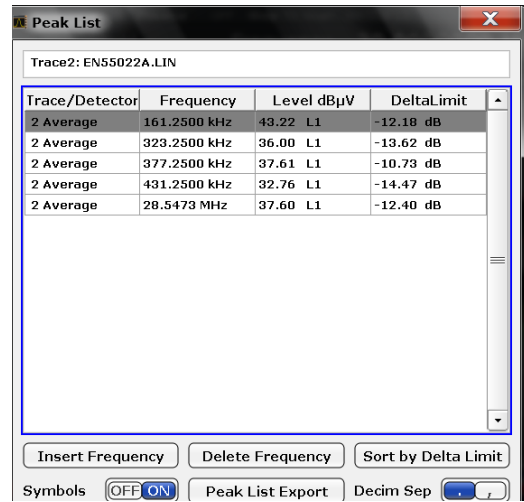 Peak List
X
Trace2: EN55022A.LIN
Trace/Detector Frequency Level dBµV DeltaLimit
2 Average 161.2500 kHz 43.22 L1 -12.18 dB
2 Average 323.2500 kHz 36.00 L1 -13.62 dB
2 Average 377.2500 kHz 37.61 L1 -10.73 dB
2 Average 431.2500 kHz 32.76 L1 -14.47 dB
2 Average 28.5473 MHz 37.60 L1 -12.40 dB
Insert Frequency Delete Frequency Sort by Delta Limit
Symbols OFF ON Peak List Export Decim Sep . ,